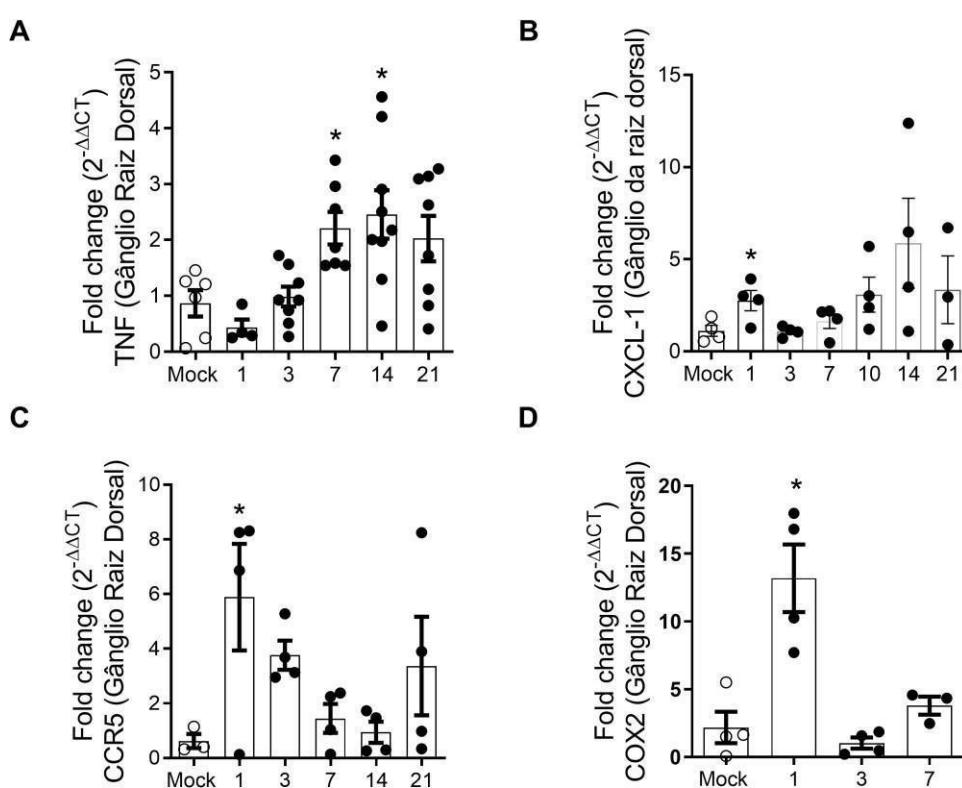 A
Fold change (2-ΔΔCT)
TNF (Gânglio Raiz Dorsal)
5
4
3
2
1
0
*
*
Mock 1 3 7 14 21
B
Fold change (2-ΔΔCT)
CXCL-1 (Gânglio da raiz dorsal)
15
10
5
0
*
Mock 1 3 7 10 14 21
C
Fold change (2-ΔΔCT)
CCR5 (Gânglio Raiz Dorsal)
10
8
6
4
2
0
*
Mock 1 3 7 14 21
D
Fold change (2-ΔΔCT)
COX2 (Gânglio Raiz Dorsal)
20
15
10
5
0
*
Mock 1 3 7